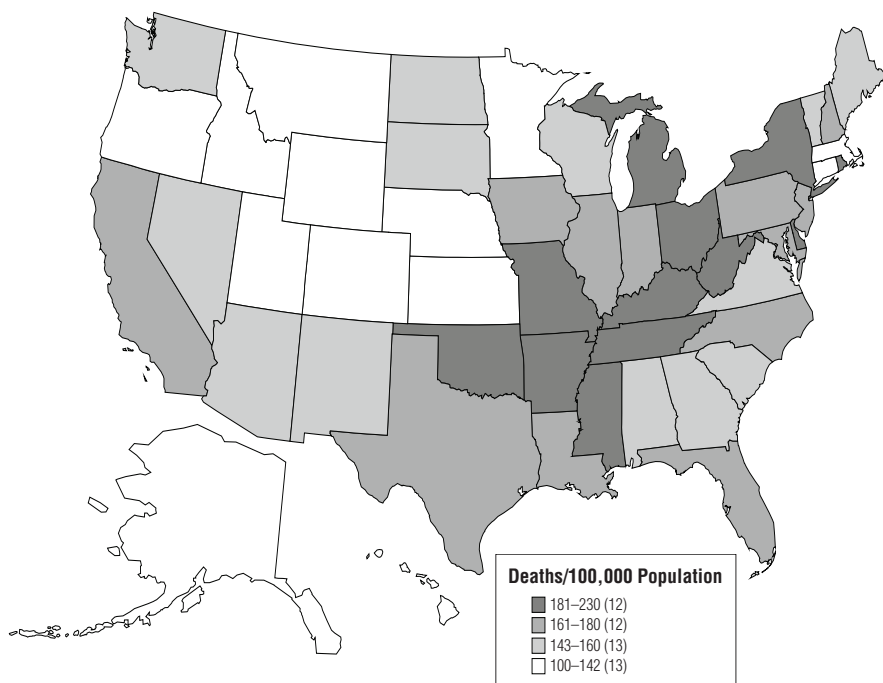 Deaths/100,000 Population
181–230 (12)
161–180 (12)
143–160 (13)
100–142 (13)